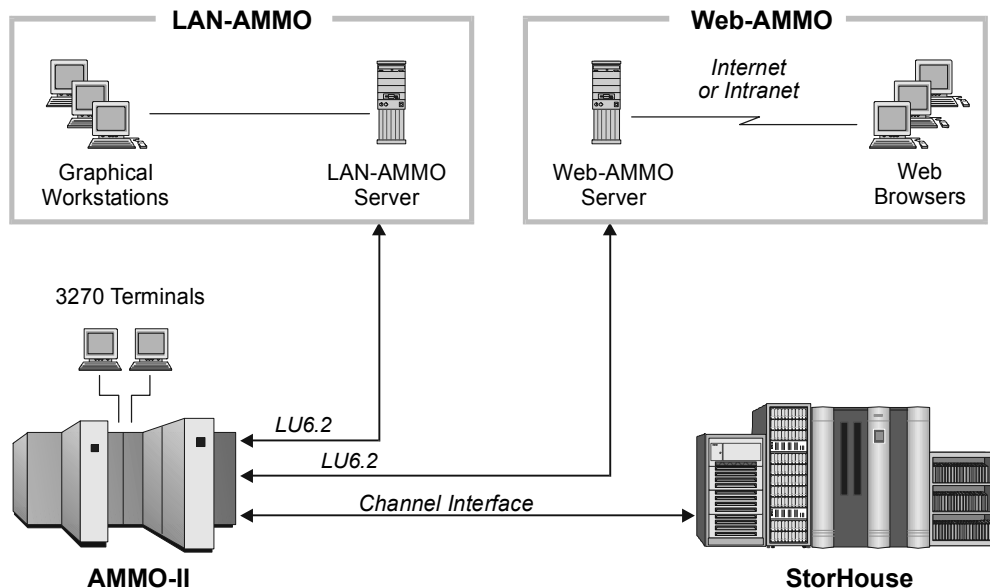 LAN-AMMO
Graphical
Workstations
LAN-AMMO
Server
Web-AMMO
Internet
or Intranet
Web-AMMO
Server
Web
Browsers
3270 Terminals
LU6.2
LU6.2
Channel Interface
AMMO-II
StorHouse